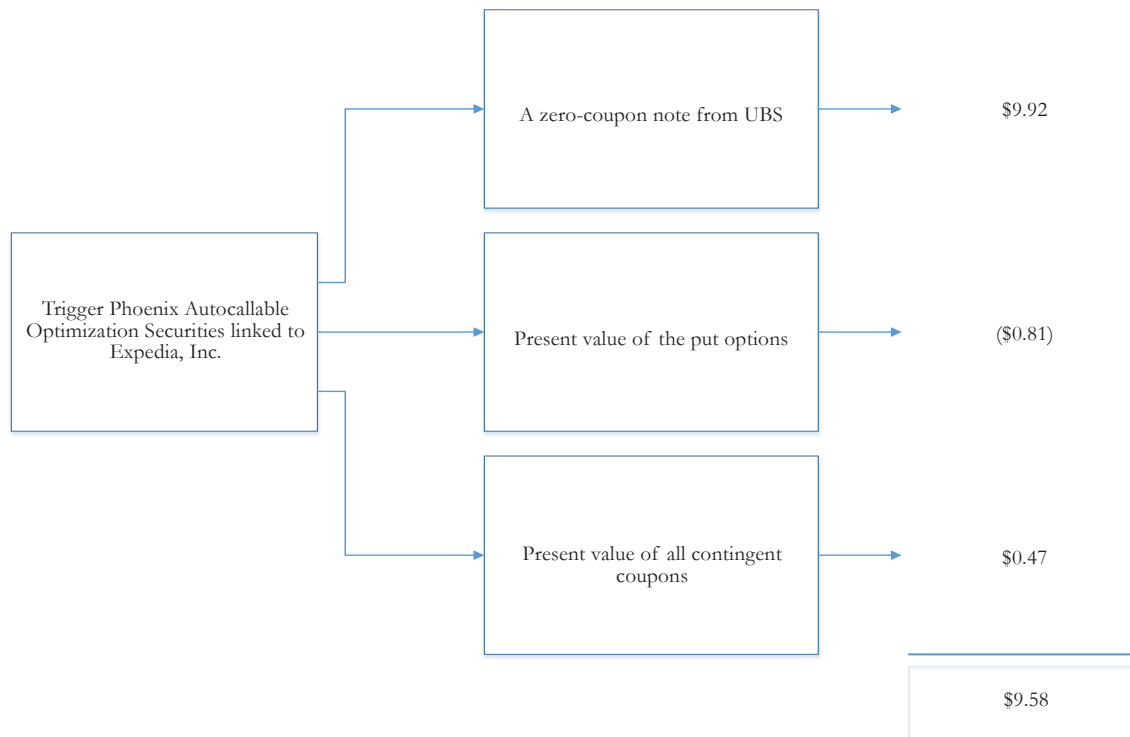 A zero-coupon note from UBS
$9.92
Trigger Phoenix Autocallable
Optimization Securities linked to
Expedia, Inc.
Present value of the put options
($0.81)
Present value of all contingent
coupons
$0.47
$9.58